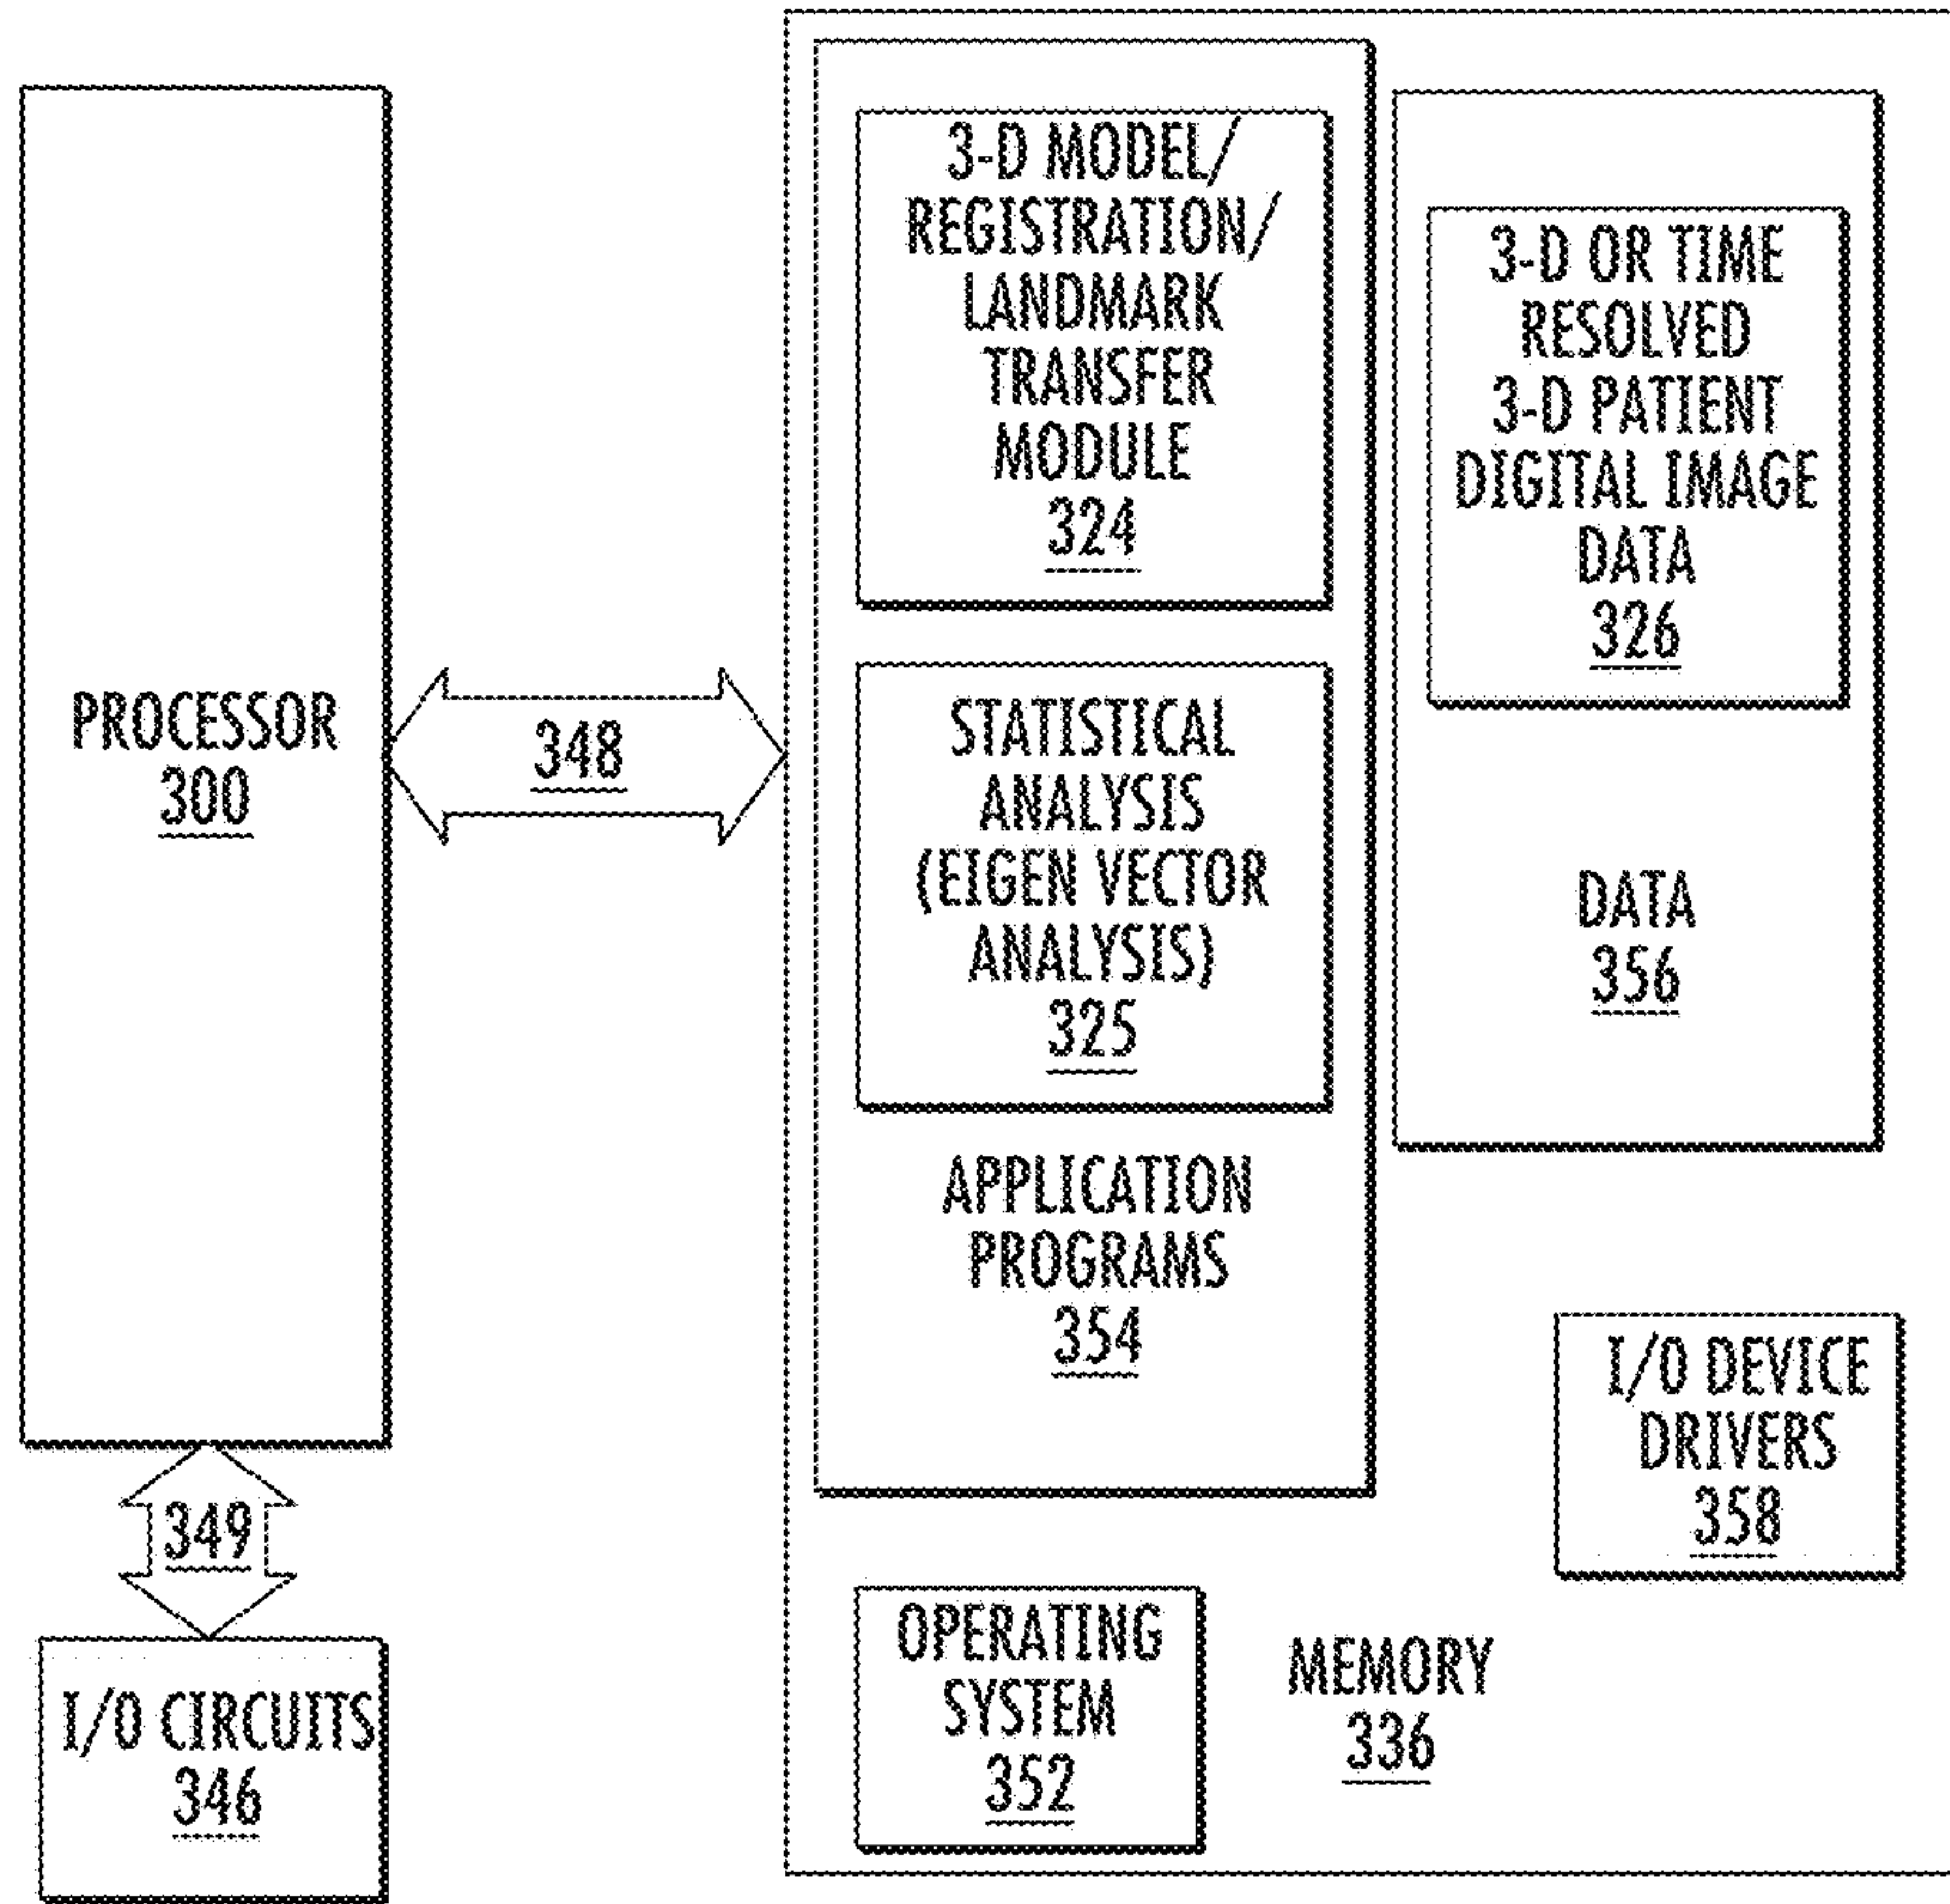 PROCESSOR
300
348
349
I/O CIRCUITS
346
3-D MODEL/
REGISTRATION/
LANDMARK
TRANSFER
MODULE
324
STATISTICAL
ANALYSIS
(EIGEN VECTOR
ANALYSIS)
325
APPLICATION
PROGRAMS
354
3-D OR TIME
RESOLVED
3-D PATIENT
DIGITAL IMAGE
DATA
326
DATA
356
I/O DEVICE
DRIVERS
358
OPERATING
SYSTEM
352
MEMORY
336